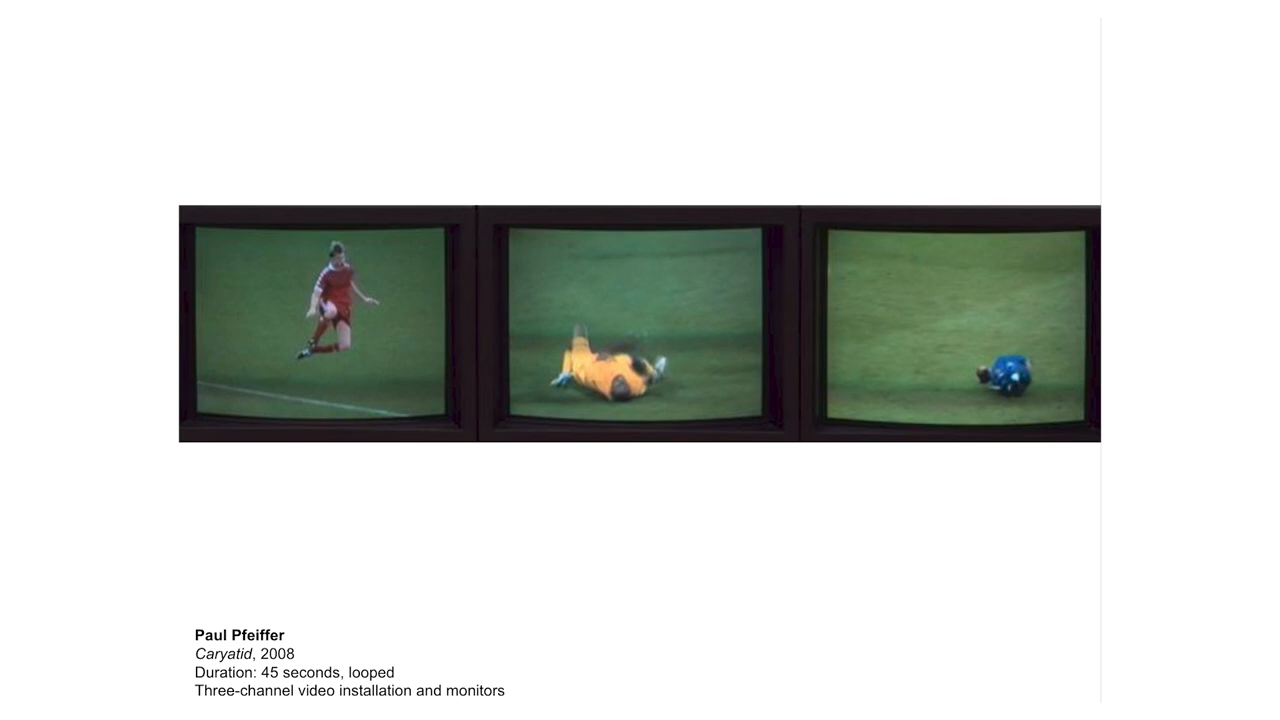 Paul Pfeiffer
Caryatid, 2008
Duration: 45 seconds, looped
Three-channel video installation and monitors